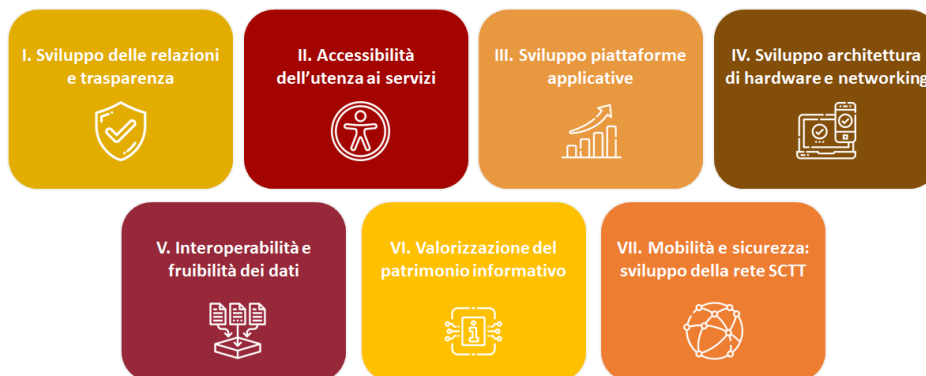 I. Sviluppo delle relazioni
e trasparenza
II. Accessibilità
dell'utenza ai servizi
III. Sviluppo piattaforme
applicative
IV. Sviluppo architettura
di hardware e networking
V. Interoperabilità e
fruibilità dei dati
VI. Valorizzazione del
patrimonio informativo
VII. Mobilità e sicurezza:
sviluppo della rete SCTT